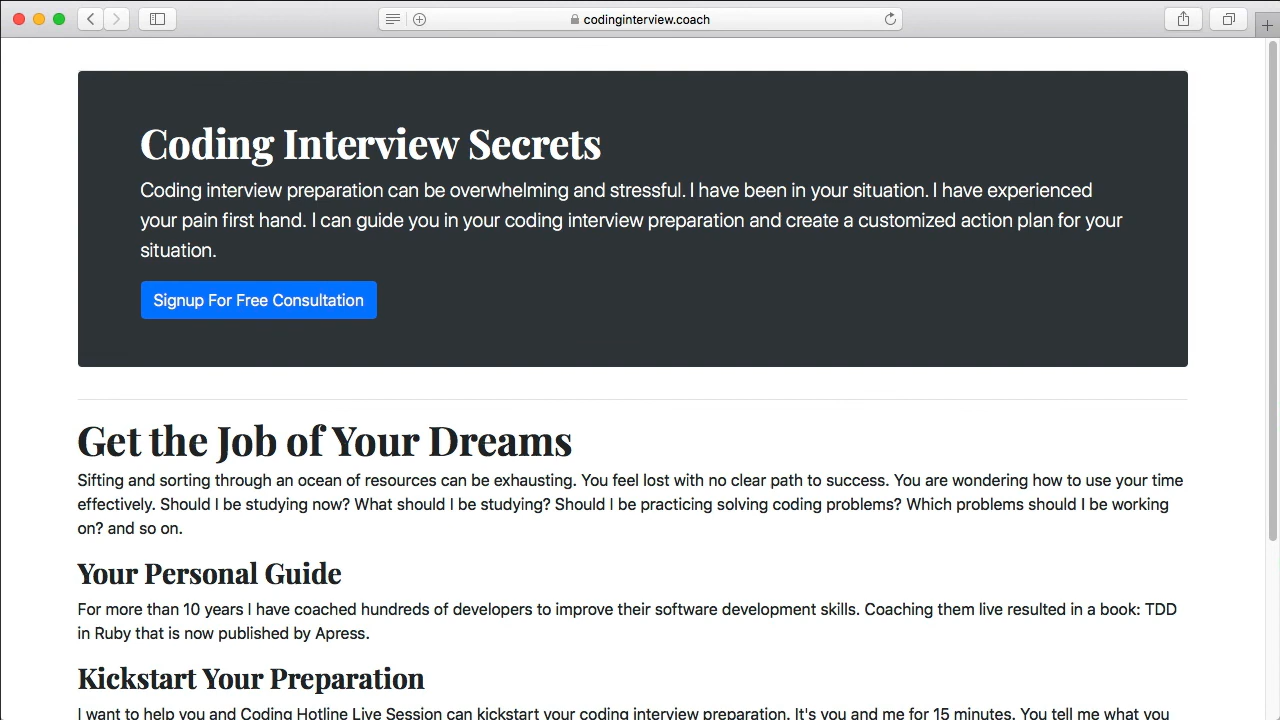 codinginterview.coach
Coding Interview Secrets
Coding interview preparation can be overwhelming and stressful. I have been in your situation. I have experienced
your pain first hand. I can guide you in your coding interview preparation and create a customized action plan for your
situation.
Signup For Free Consultation
Get the Job of Your Dreams
Sifting and sorting through an ocean of resources can be exhausting. You feel lost with no clear path to success. You are wondering how to use your time
effectively. Should I be studying now? What should I be studying? Should I be practicing solving coding problems? Which problems should I be working
on? and so on.
Your Personal Guide
For more than 10 years I have coached hundreds of developers to improve their software development skills. Coaching them live resulted in a book: TDD
in Ruby that is now published by Apress.
Kickstart Your Preparation
I want to help you and Coding Hotline Live Session can kickstart your coding interview preparation. It's you and me for 15 minutes. You tell me what you